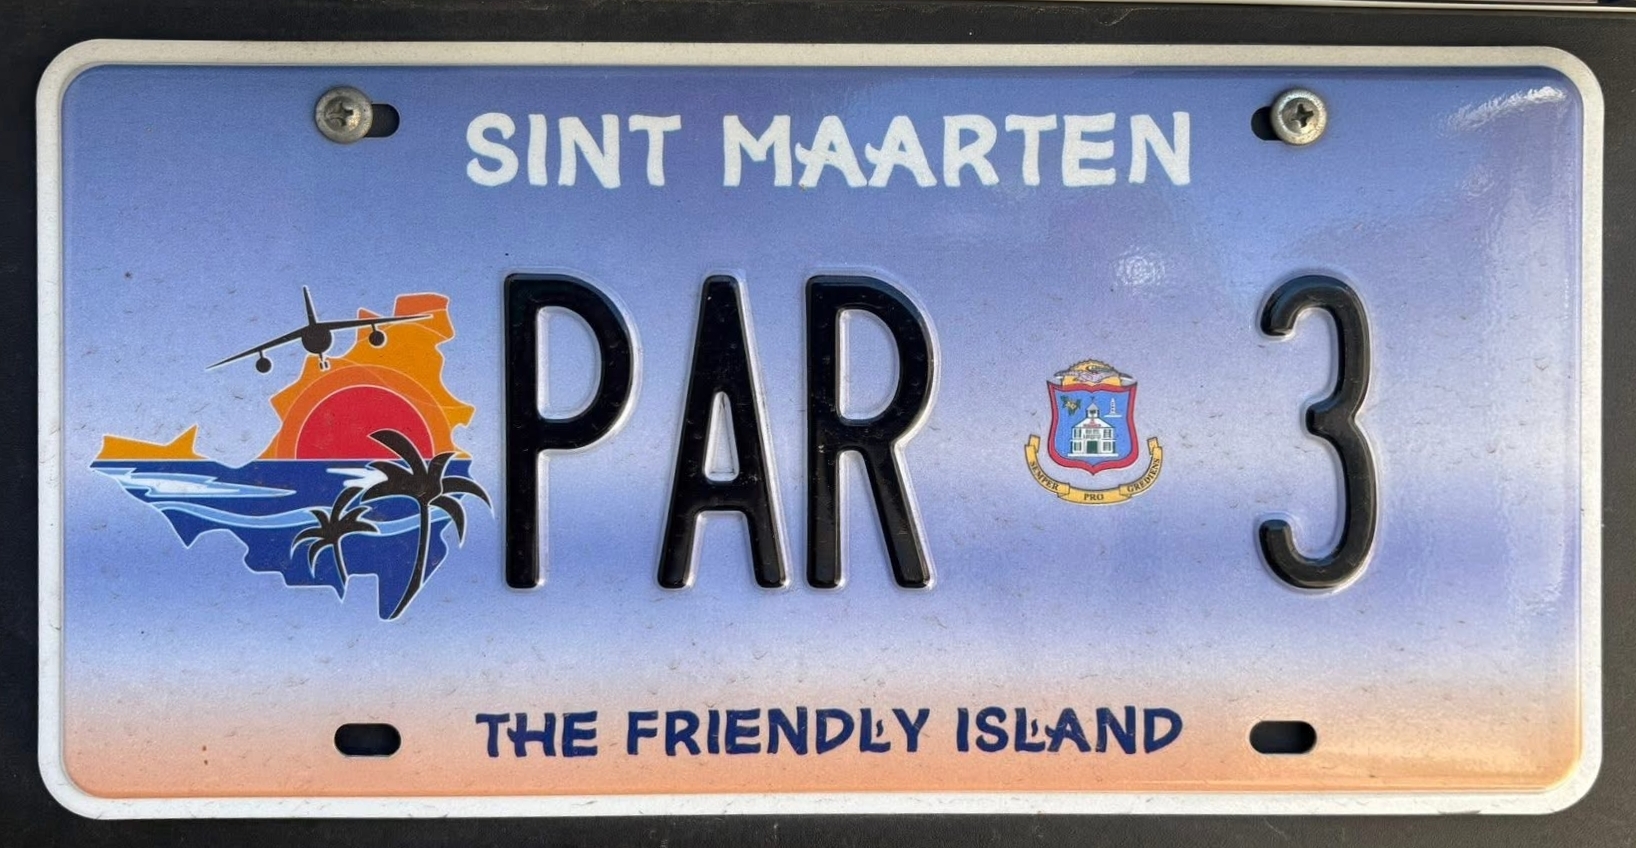 SINT MAARTEN
PAR 3
SEMPER PRO GREDIENS
THE FRIENDLY ISLAND